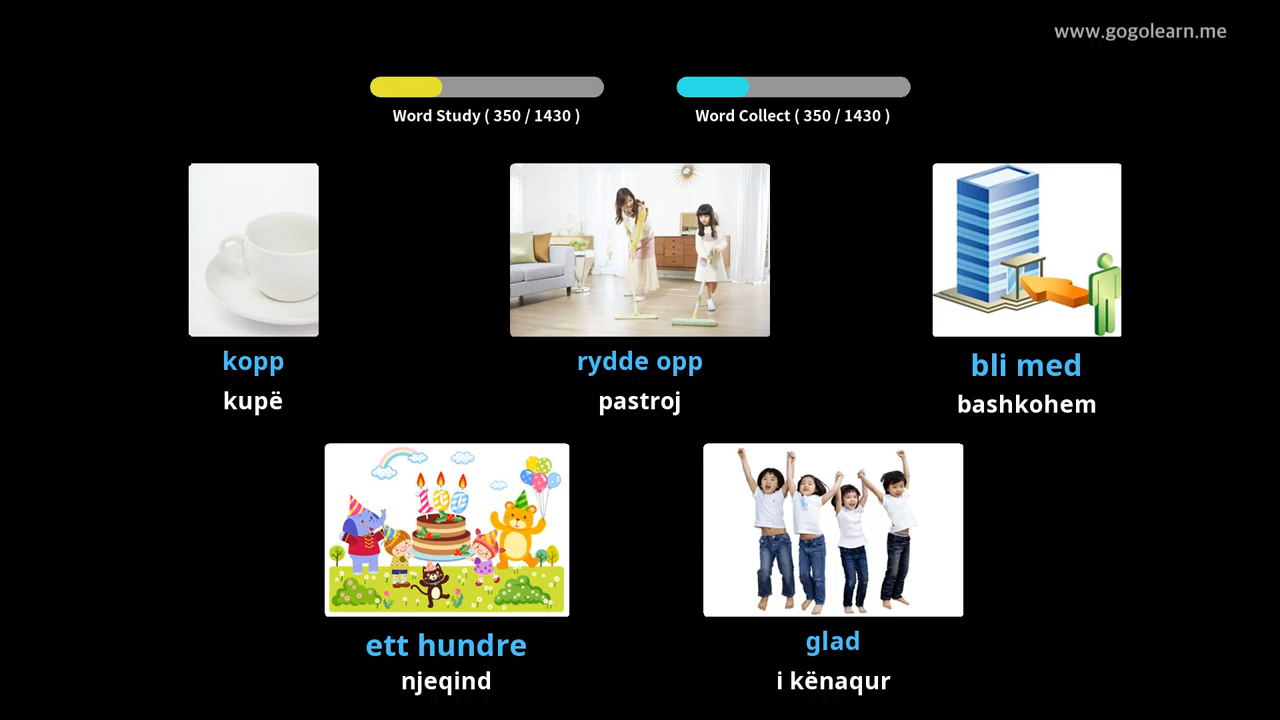 www.gogolearn.me
Word Study ( 350 / 1430 )
Word Collect ( 350 / 1430 )
kopp
kupë
rydde opp
pastroj
bli med
bashkohem
100
ett hundre
njeqind
glad
i kënaqur